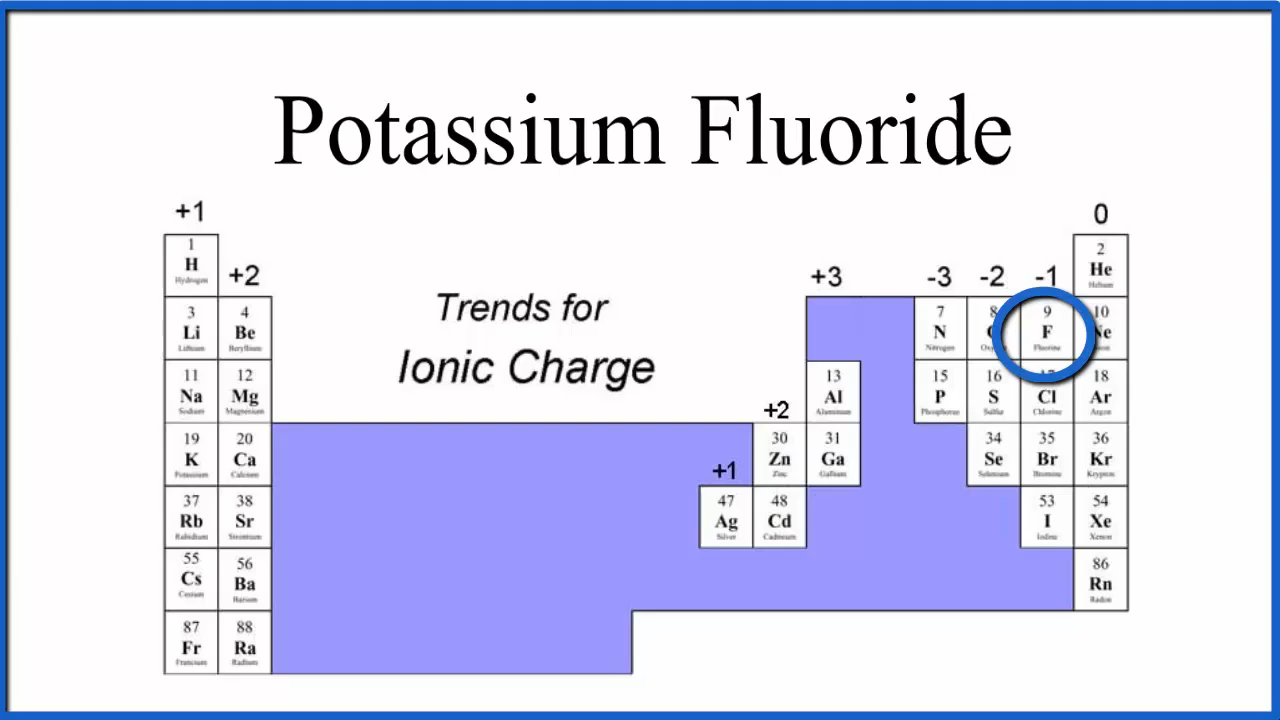 Potassium Fluoride
+1
0
1
H
Hydrogen
+2
+3
-3
-2
-1
2
He
Helium
Trends for
Ionic Charge
3
Li
Lithium
4
Be
Beryllium
7
N
Nitrogen
8
9
F
Fluorine
10
Ne
11
Na
Sodium
12
Mg
Magnesium
+2
13
Al
Aluminum
15
P
Phosphorus
16
S
Sulfur
17
Cl
Chlorine
18
Ar
Argon
19
K
Potassium
20
Ca
Calcium
+1
30
Zn
Zinc
31
Ga
Gallium
34
Se
Selenium
35
Br
Bromine
36
Kr
Krypton
37
Rb
Rubidium
38
Sr
Strontium
47
Ag
Silver
48
Cd
Cadmium
53
I
Iodine
54
Xe
Xenon
55
Cs
Cesium
56
Ba
Barium
86
Rn
Radon
87
Fr
Francium
88
Ra
Radium